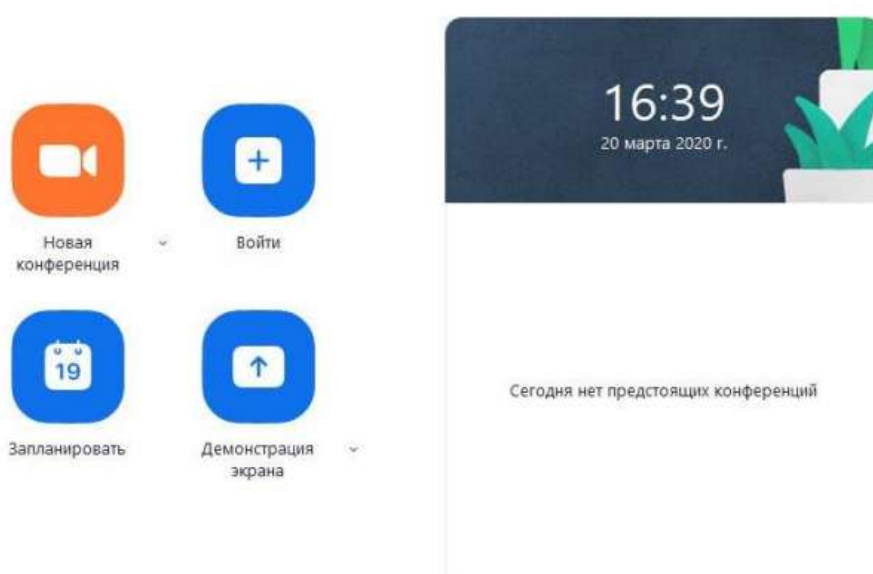 Новая
конференция
Войти
19
Запланировать
Демонстрация
экрана
16:39
20 марта 2020 г.
Сегодня нет предстоящих конференций